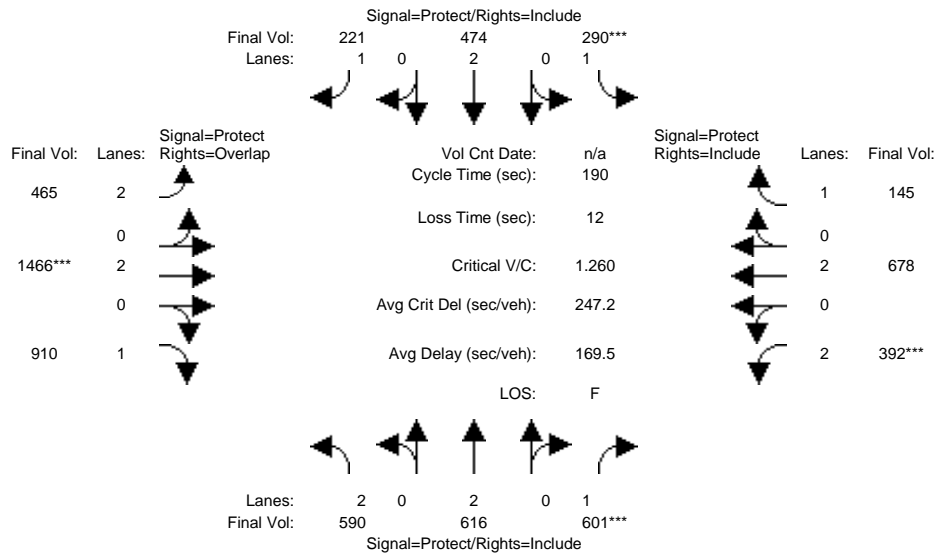 Signal=Protect/Rights=Include
Final Vol: 221 474 290***
Lanes: 1 0 2 0 1
Signal=Protect
Final Vol: Lanes: Rights=Overlap
Vol Cnt Date: n/a
Signal=Protect
Rights=Include Lanes: Final Vol:
Cycle Time (sec): 190
465 2
1 145
Loss Time (sec): 12
0
0
1466*** 2
Critical V/C: 1.260
2 678
0
Avg Crit Del (sec/veh): 247.2
0
910 1
Avg Delay (sec/veh): 169.5
2 392***
LOS: F
Lanes: 2 0 2 0 1
Final Vol: 590 616 601***
Signal=Protect/Rights=Include